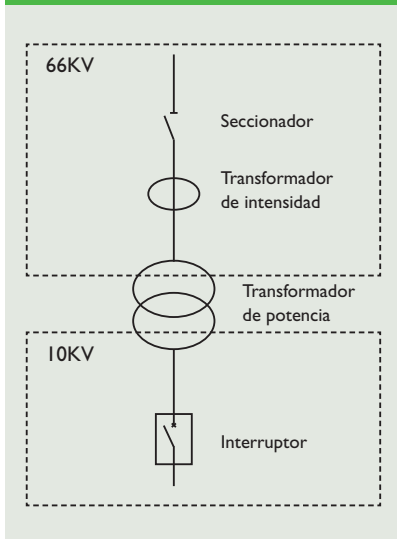 66KV
Seccionador
Transformador
de intensidad
Transformador
de potencia
10KV
Interruptor